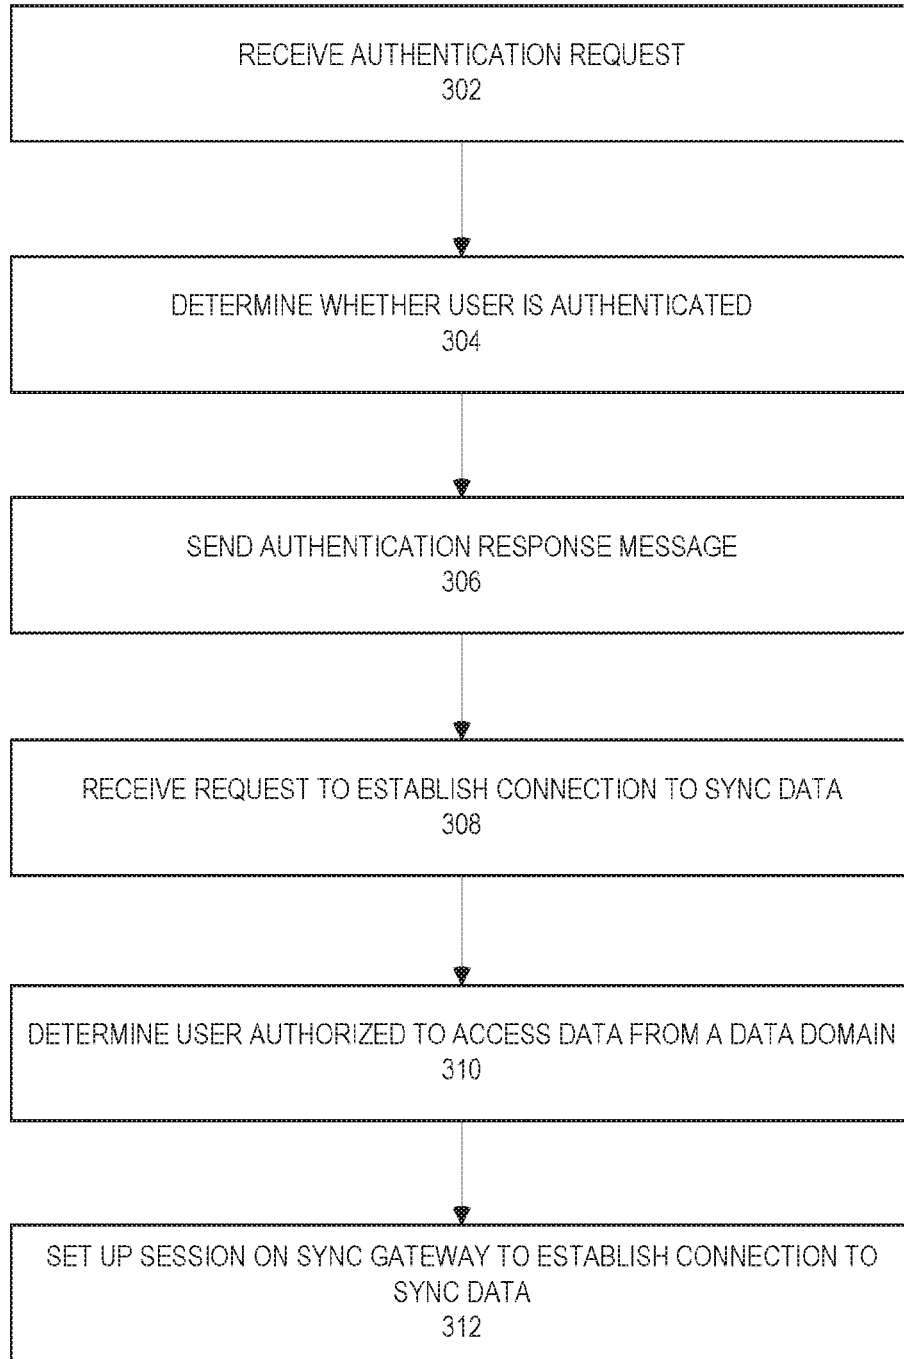 RECEIVE AUTHENTICATION REQUEST
302
DETERMINE WHETHER USER IS AUTHENTICATED
304
SEND AUTHENTICATION RESPONSE MESSAGE
306
RECEIVE REQUEST TO ESTABLISH CONNECTION TO SYNC DATA
308
DETERMINE USER AUTHORIZED TO ACCESS DATA FROM A DATA DOMAIN
310
SET UP SESSION ON SYNC GATEWAY TO ESTABLISH CONNECTION TO
SYNC DATA
312